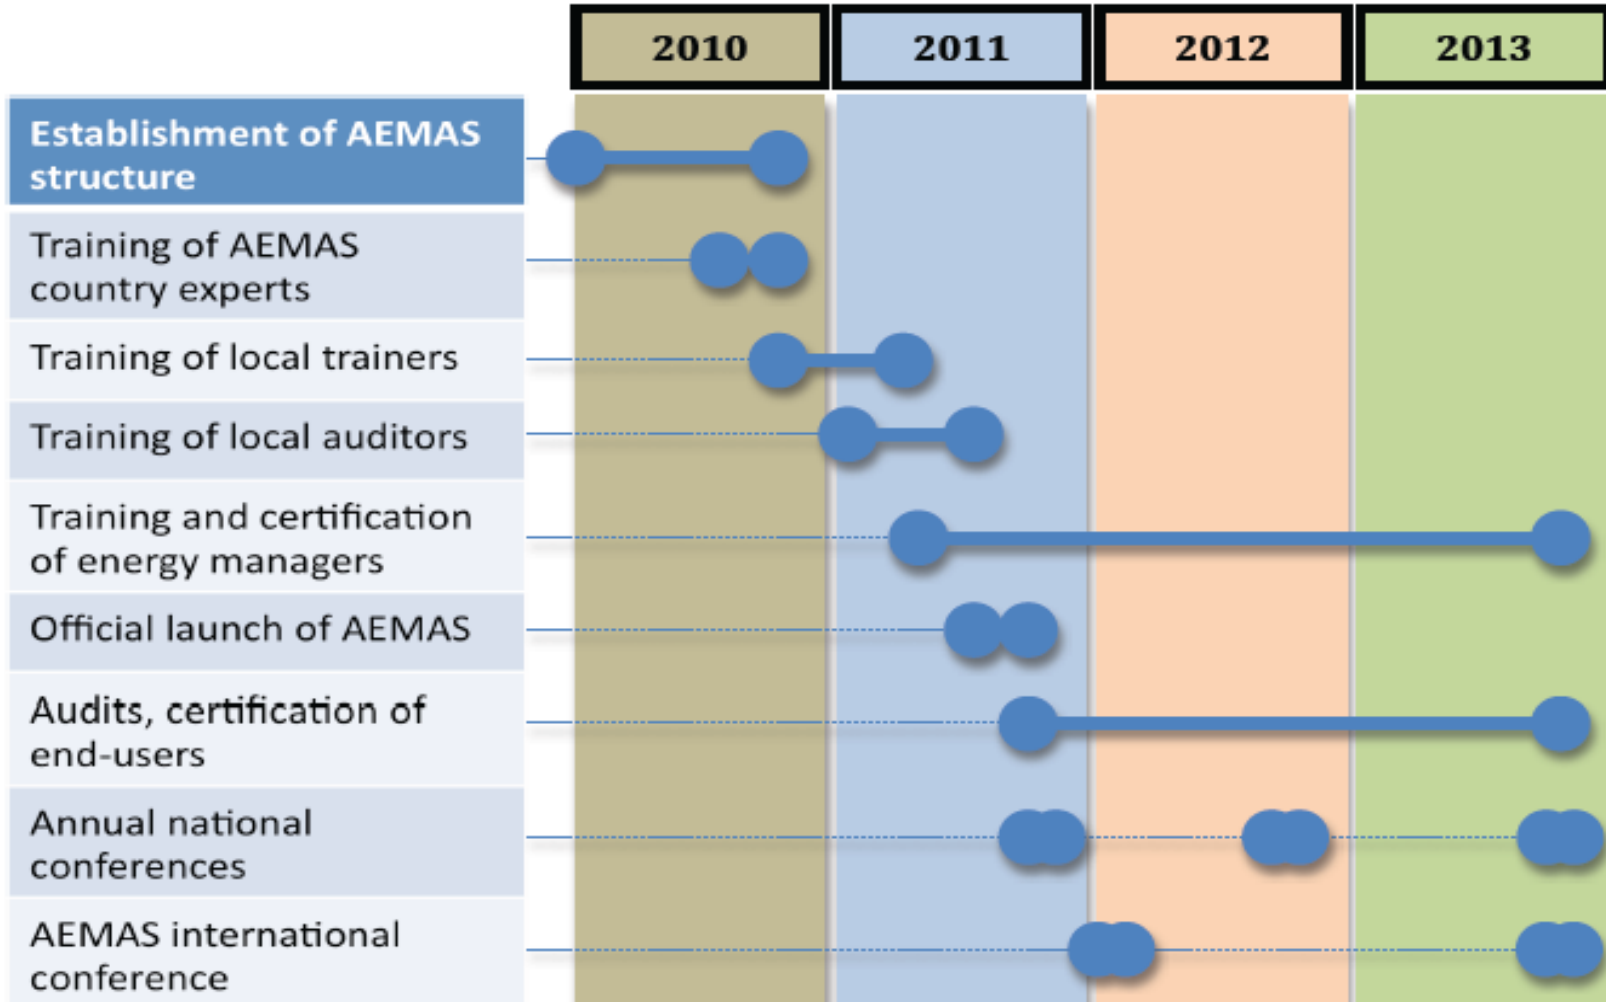 2010 2011 2012 2013
Establishment of AEMAS
structure
Training of AEMAS
country experts
Training of local trainers
Training of local auditors
Training and certification
of energy managers
Official launch of AEMAS
Audits, certification of
end-users
Annual national
conferences
AEMAS international
conference